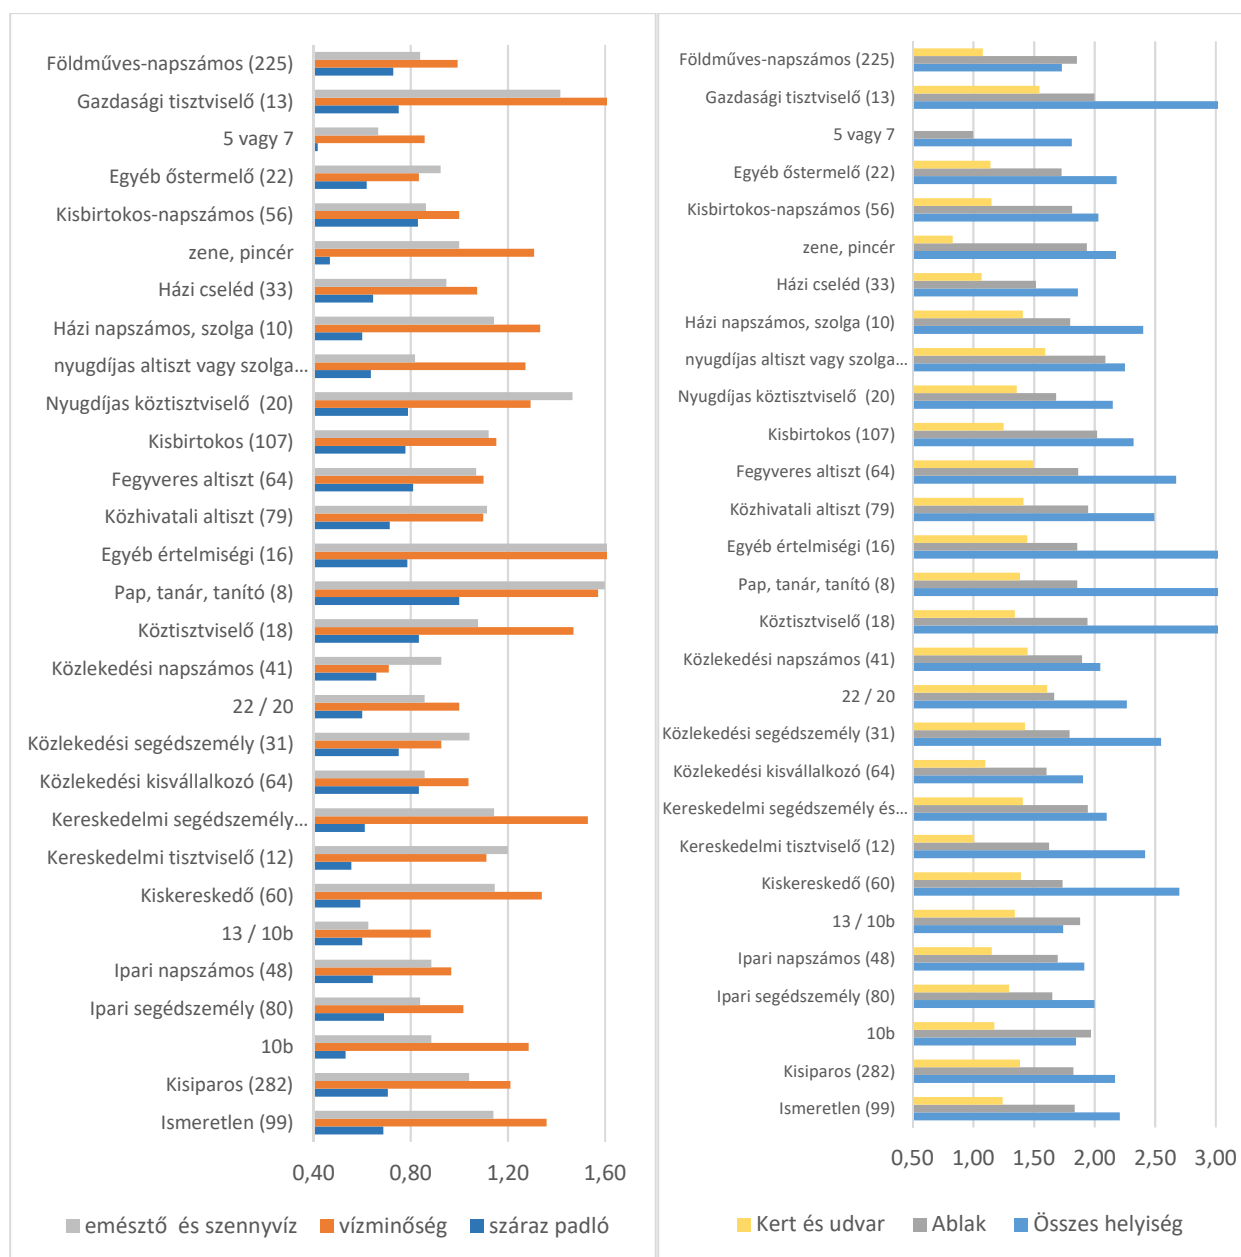 Földműves-napszámos (225)
Gazdasági tisztviselő (13)
5 vagy 7
Egyéb őstermelő (22)
Kisbirtokos-napszámos (56)
zene, pincér
Házi cseléd (33)
Házi napszámos, szolga (10)
nyugdíjas altiszt vagy szolga...
Nyugdíjas köztisztviselő (20)
Kisbirtokos (107)
Fegyveres altiszt (64)
Közhivatali altiszt (79)
Egyéb értelmiségi (16)
Pap, tanár, tanító (8)
Köztisztviselő (18)
Közlekedési napszámos (41)
22 / 20
Közlekedési segédszemély (31)
Közlekedési kisvállalkozó (64)
Kereskedelmi segédszemély...
Kereskedelmi tisztviselő (12)
Kiskereskedő (60)
13 / 10b
Ipari napszámos (48)
Ipari segédszemély (80)
10b
Kisiparos (282)
Ismeretlen (99)
0,40 0,80 1,20 1,60
emésztő és szennyvíz vízminőség száraz padló
Földműves-napszámos (225)
Gazdasági tisztviselő (13)
5 vagy 7
Egyéb őstermelő (22)
Kisbirtokos-napszámos (56)
zene, pincér
Házi cseléd (33)
Házi napszámos, szolga (10)
nyugdíjas altiszt vagy szolga...
Nyugdíjas köztisztviselő (20)
Kisbirtokos (107)
Fegyveres altiszt (64)
Közhivatali altiszt (79)
Egyéb értelmiségi (16)
Pap, tanár, tanító (8)
Köztisztviselő (18)
Közlekedési napszámos (41)
22 / 20
Közlekedési segédszemély (31)
Közlekedési kisvállalkozó (64)
Kereskedelmi segédszemély és...
Kereskedelmi tisztviselő (12)
Kiskereskedő (60)
13 / 10b
Ipari napszámos (48)
Ipari segédszemély (80)
10b
Kisiparos (282)
Ismeretlen (99)
0,50 1,00 1,50 2,00 2,50 3,00
Kert és udvar Ablak Összes helyiség